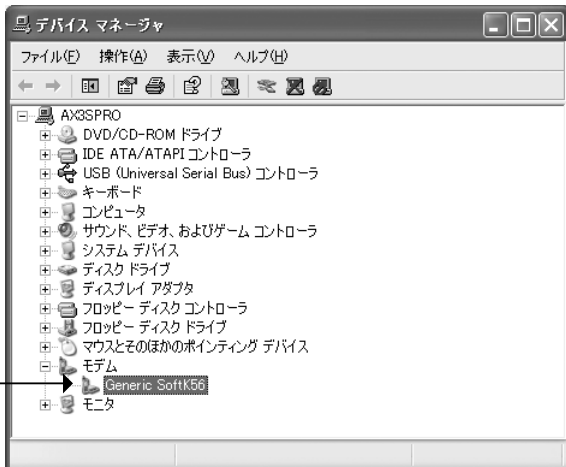 デバイス マネージャ
ファイル(F) 操作(A) 表示(V) ヘルプ(H)
AX3SPRO
DVD/CD-ROM ドライブ
IDE ATA/ATAPI コントローラ
USB (Universal Serial Bus) コントローラ
キーボード
コンピュータ
サウンド、ビデオ、およびゲーム コントローラ
システム デバイス
ディスク ドライブ
ディスプレイ アダプタ
フロッピー ディスク コントローラ
フロッピー ディスク ドライブ
マウスとそのほかのポインティング デバイス
モデム
Generic SoftK56
モニタ